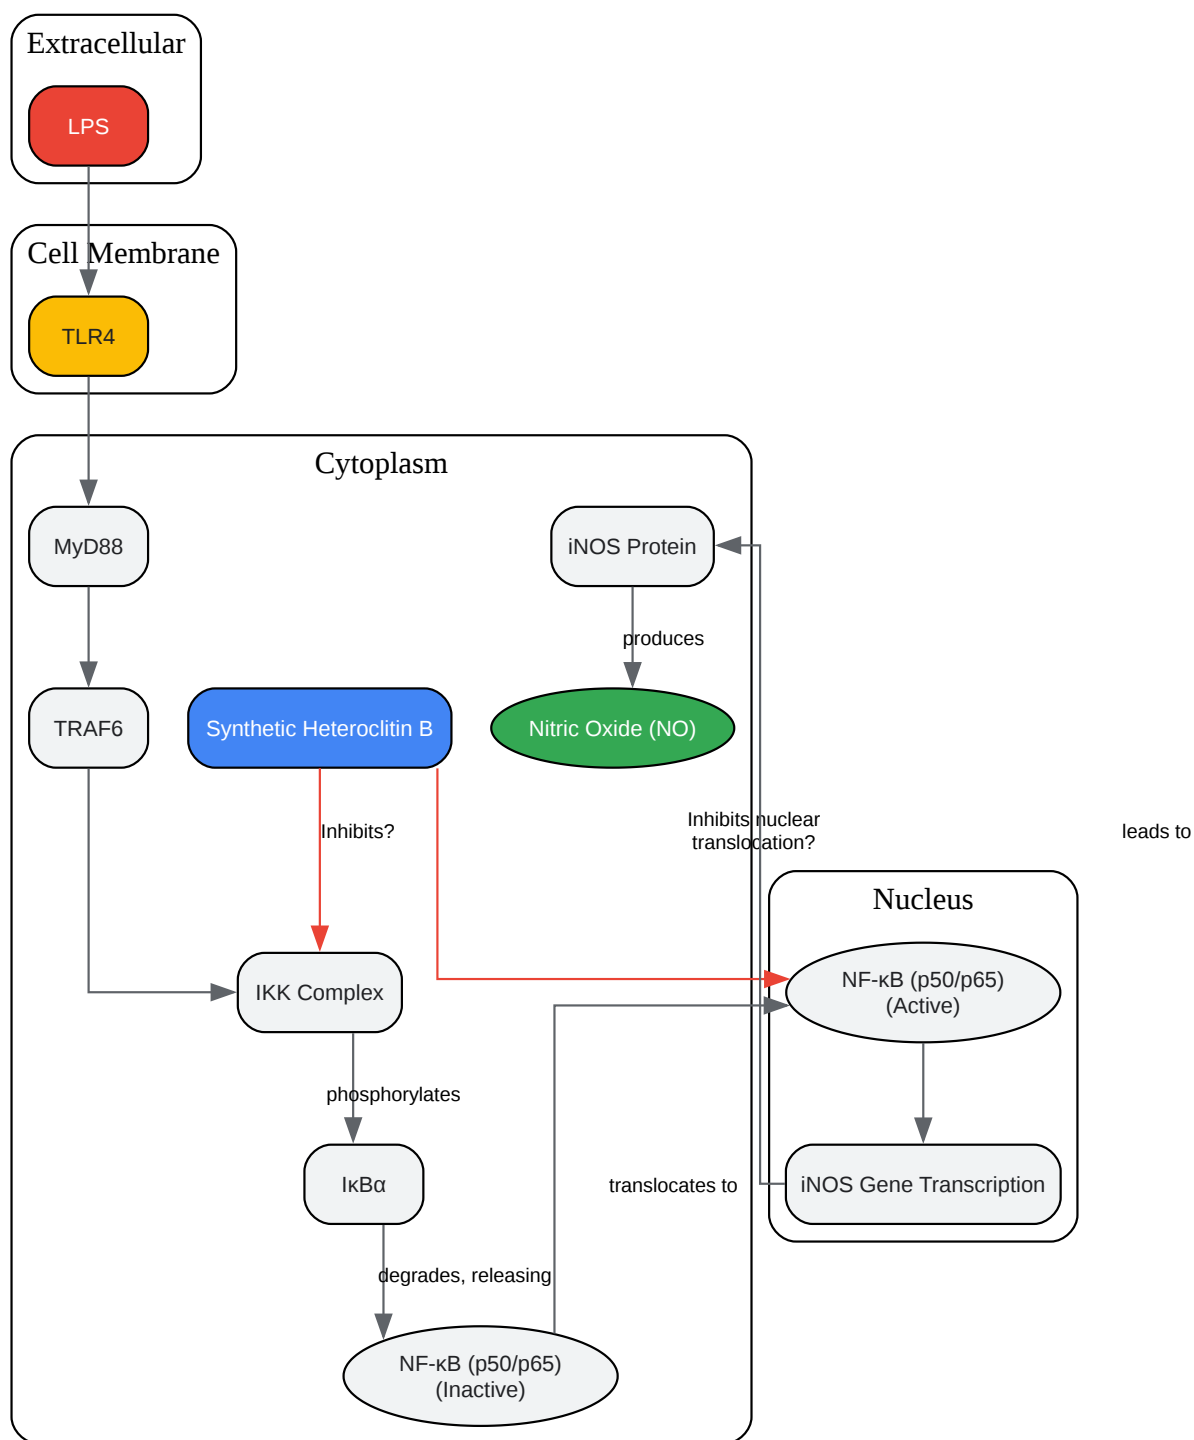 Extracellular
LPS
Cell Membrane
TLR4
Cytoplasm
MyD88
iNOS Protein
produces
TRAF6
Synthetic Heteroclitin B
Nitric Oxide (NO)
Inhibits?
Inhibits nuclear
translocation?
leads to
Nucleus
IKK Complex
NF-κB (p50/p65)
(Active)
phosphorylates
IκBα
translocates to
iNOS Gene Transcription
degrades, releasing
NF-κB (p50/p65)
(Inactive)